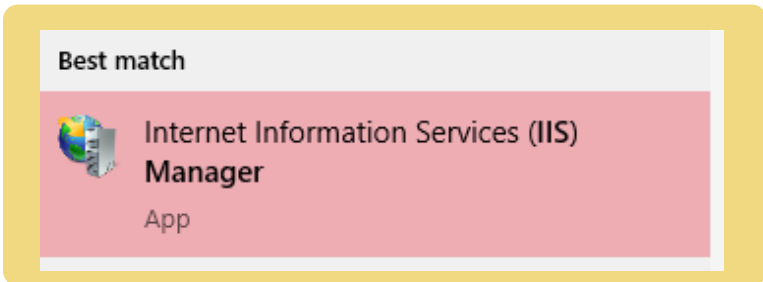 Best match
Internet Information Services (IIS)
Manager
App